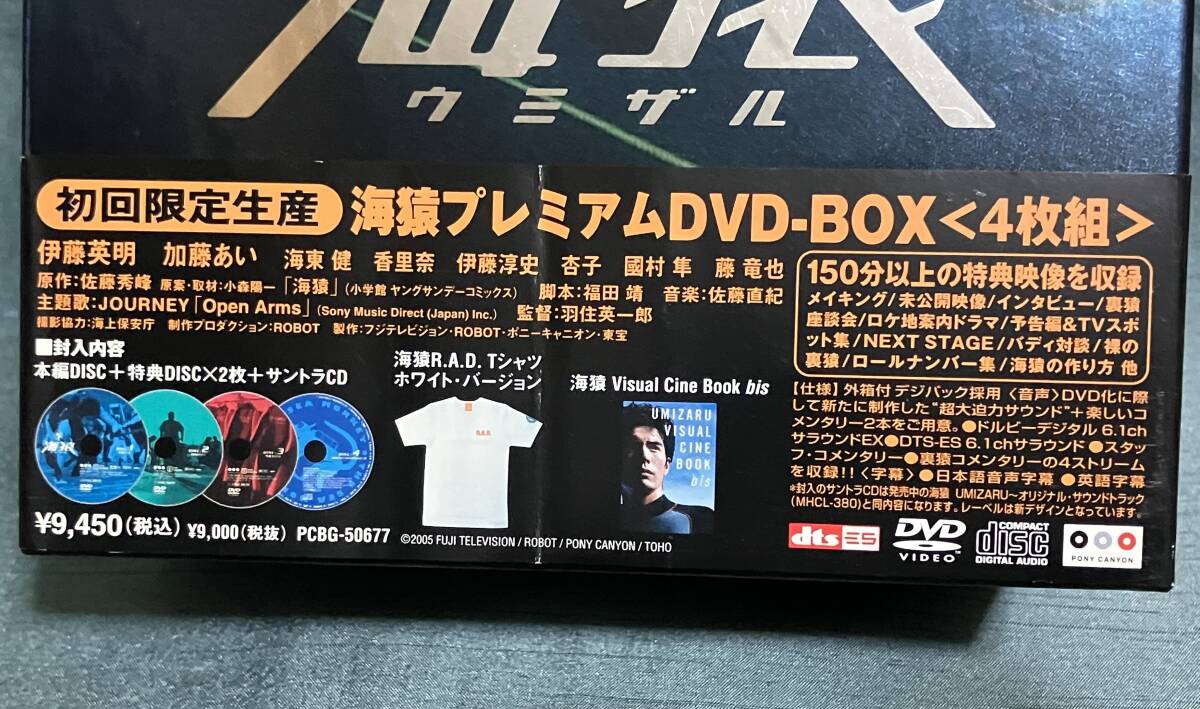 海猿
ウミザル
初回限定生産 海猿プレミアムDVD-BOX<4枚組>
伊藤英明 加藤あい 海東 健 香里奈 伊藤淳史 杏子 國村 隼 藤 竜也
原作:佐藤秀峰 原案・取材:小森陽一 「海猿」(小学館 ヤングサンデーコミックス) 脚本:福田 靖 音楽:佐藤直紀
主題歌:JOURNEY「Open Arms」(Sony Music Direct (Japan) Inc.) 監督:羽住英一郎
撮影協力:海上保安庁 制作プロダクション:ROBOT 製作:フジテレビジョン・ROBOT・ポニーキャニオン・東宝
■封入内容
本編DISC+特典DISC×2枚+サントラCD
海猿R.A.D. Tシャツ
ホワイト・バージョン
海猿 Visual Cine Book bis
R.A.D.
UMIZARU
VISUAL
CINE
BOOK
bis
海猿
¥9,450(税込) ¥9,000(税抜) PCBG-50677
©2005 FUJI TELEVISION / ROBOT / PONY CANYON / TOHO
150分以上の特典映像を収録
メイキング/未公開映像/インタビュー/裏猿
座談会/ロケ地案内ドラマ/予告編&TVスポ
ット集/NEXT STAGE/バディ対談/裸の
裏猿/ロールナンバー集/海猿の作り方 他
【仕様】外箱付 デジパック採用 〈音声〉DVD化に際
して新たに制作した“超大迫力サウンド”+楽しいコ
メンタリー2本をご用意。●ドルビーデジタル 6.1ch
サラウンドEX●DTS-ES 6.1chサラウンド●スタッ
フ・コメンタリー●裏猿コメンタリーの4ストリーム
を収録!!〈字幕〉●日本語音声字幕●英語字幕
*封入のサントラCDは発売中の海猿 UMIZARU〜オリジナル・サウンドトラック
(MHCL-380)と同内容になります。レーベルは新デザインとなっています。
dts ES
DVD
VIDEO
COMPACT
disc
DIGITAL AUDIO
PONY CANYON